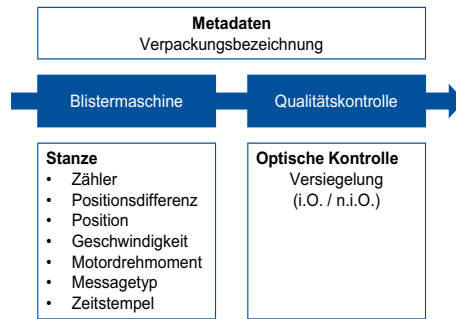 Metadaten
Verpackungsbezeichnung
Blistermaschine
Qualitätskontrolle
Stanze
• Zähler
• Positionsdifferenz
• Position
• Geschwindigkeit
• Motordrehmoment
• Messagetyp
• Zeitstempel
Optische Kontrolle
Versiegelung
(i.O. / n.i.O.)